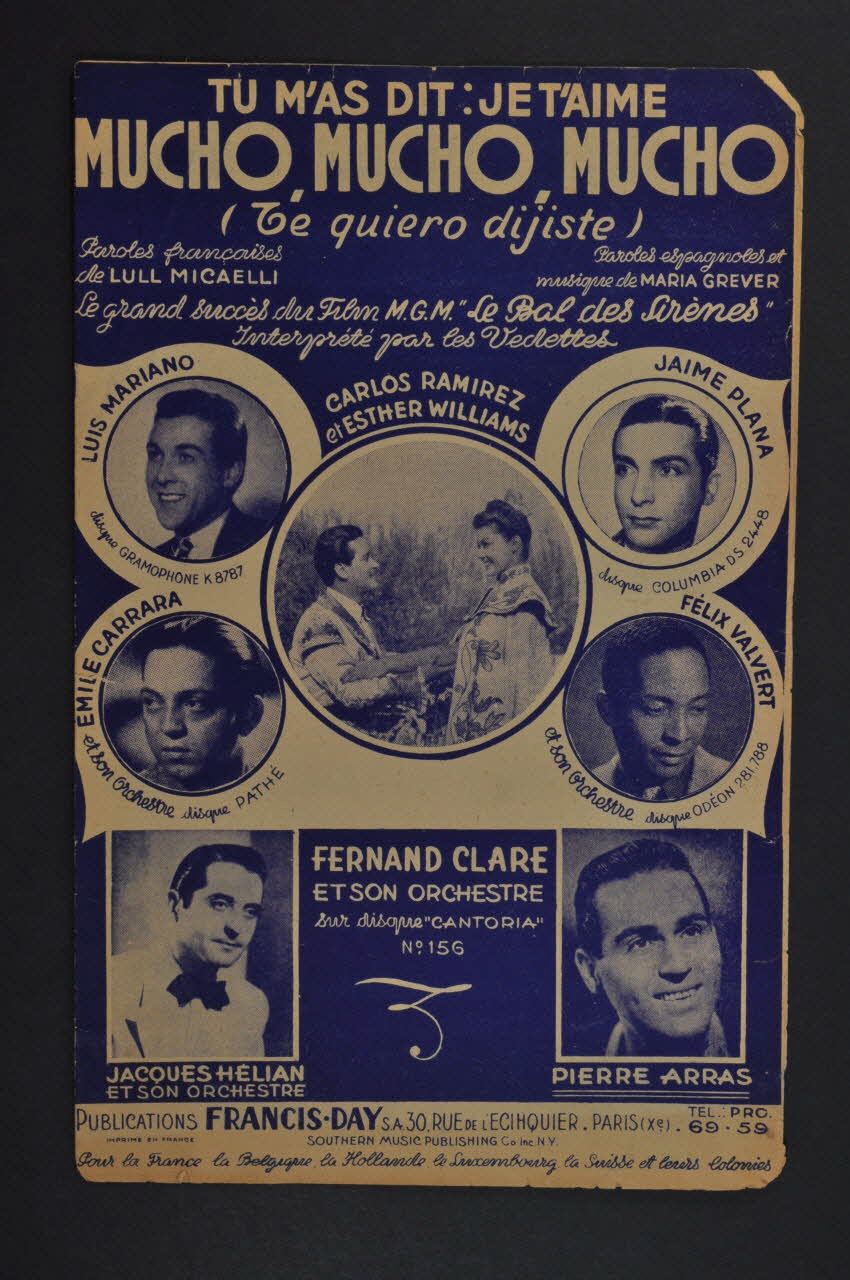 TU M'AS DIT : JE T'AIME
MUCHO, MUCHO, MUCHO
(Te quiero dijiste)
Paroles françaises
de LULL MICAELLI
Paroles espagnoles et
musique de MARIA GREVER
Le grand succès du Film M.G.M. "Le Bal des Sirènes"
Interprété par les Vedettes
LUIS MARIANO
disque GRAMOPHONE K 8787
CARLOS RAMIREZ
et ESTHER WILLIAMS
JAIME PLANA
disque COLUMBIA DS 2448
EMILE CARRARA
et son Orchestre disque PATHÉ
FÉLIX VALVERT
et son Orchestre disque ODÉON 281.788
FERNAND CLARE
ET SON ORCHESTRE
sur disque "CANTORIA"
Nº 156
JACQUES HÉLIAN
ET SON ORCHESTRE
PIERRE ARRAS
PUBLICATIONS FRANCIS-DAY S.A. 30, RUE DE L'ECHIQUIER . PARIS (Xe) . TEL.: PRO. 69-59
IMPRIMÉ EN FRANCE
SOUTHERN MUSIC PUBLISHING Co Inc. N.Y.
Pour la France la Belgique, la Hollande le Luxembourg la Suisse et leurs Colonies